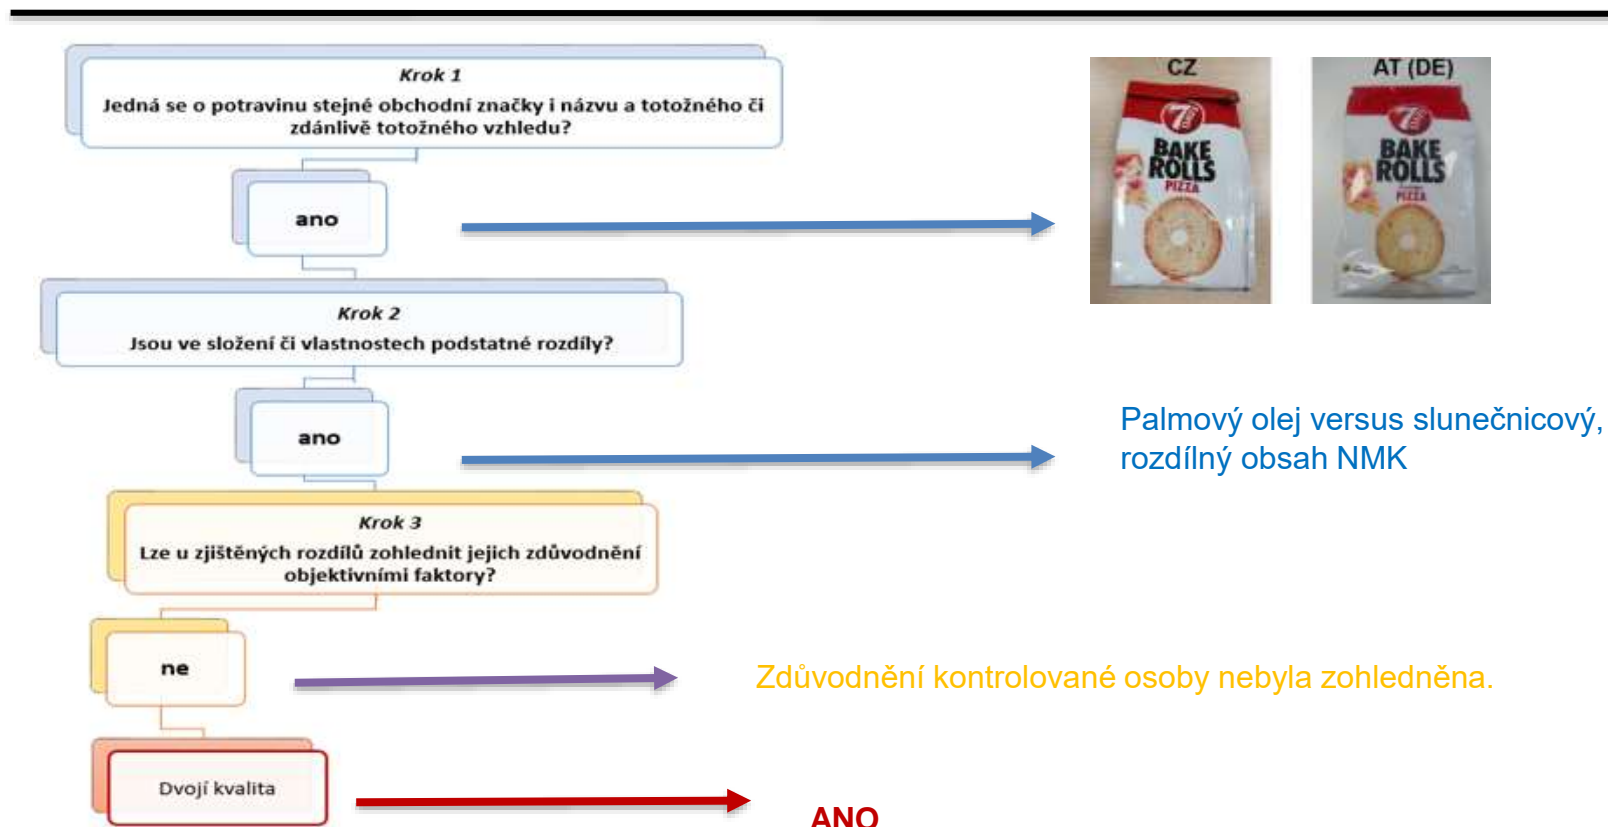 Krok 1
Jedná se o potravinu stejné obchodní značky i názvu a totožného či
zdánlivě totožného vzhledu?
ano
CZ
7
BAKE
ROLLS
PIZZA
AT (DE)
7
BAKE
ROLLS
PIZZA
Krok 2
Jsou ve složení či vlastnostech podstatné rozdíly?
ano
Palmový olej versus slunečnicový,
rozdílný obsah NMK
Krok 3
Lze u zjištěných rozdílů zohlednit jejich zdůvodnění
objektivními faktory?
ne
Zdůvodnění kontrolované osoby nebyla zohledněna.
Dvojí kvalita
ANO